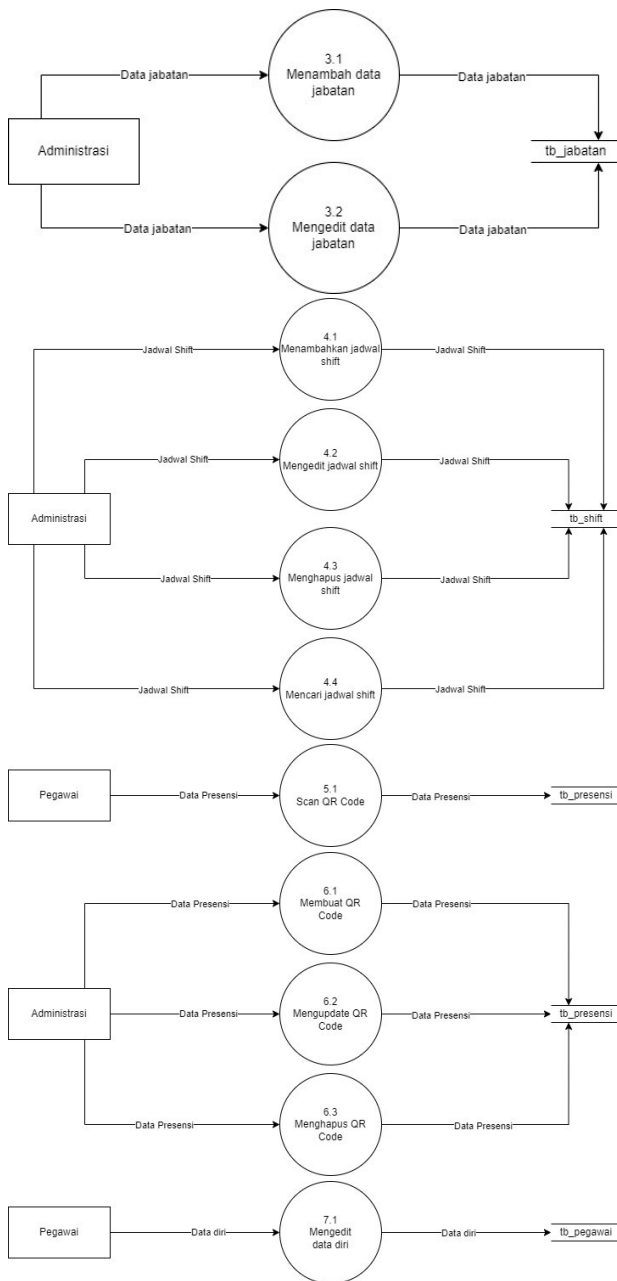 3.1
Menambah data
jabatan
Data jabatan
Data jabatan
Administrasi
tb_jabatan
3.2
Mengedit data
jabatan
Data jabatan
Data jabatan
4.1
Menambahkan jadwal
shift
Jadwal Shift
Jadwal Shift
4.2
Mengedit jadwal shift
Jadwal Shift
Jadwal Shift
Administrasi
tb_shift
4.3
Menghapus jadwal
shift
Jadwal Shift
Jadwal Shift
4.4
Mencari jadwal shift
Jadwal Shift
Jadwal Shift
Pegawai
Data Presensi
5.1
Scan QR Code
Data Presensi
tb_presensi
6.1
Membuat QR
Code
Data Presensi
Data Presensi
Administrasi
Data Presensi
6.2
Mengupdate QR
Code
Data Presensi
tb_presensi
6.3
Menghapus QR
Code
Data Presensi
Data Presensi
Pegawai
Data diri
7.1
Mengedit
data diri
Data diri
tb_pegawai